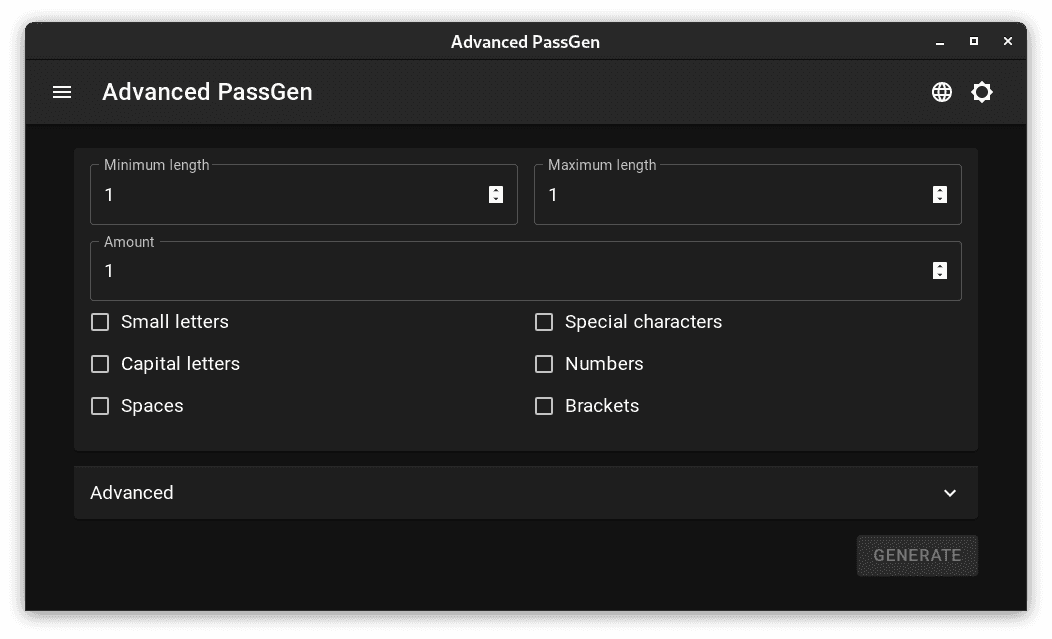 Advanced PassGen
Advanced PassGen
Minimum length
1
Maximum length
1
Amount
1
Small letters
Special characters
Capital letters
Numbers
Spaces
Brackets
Advanced
GENERATE